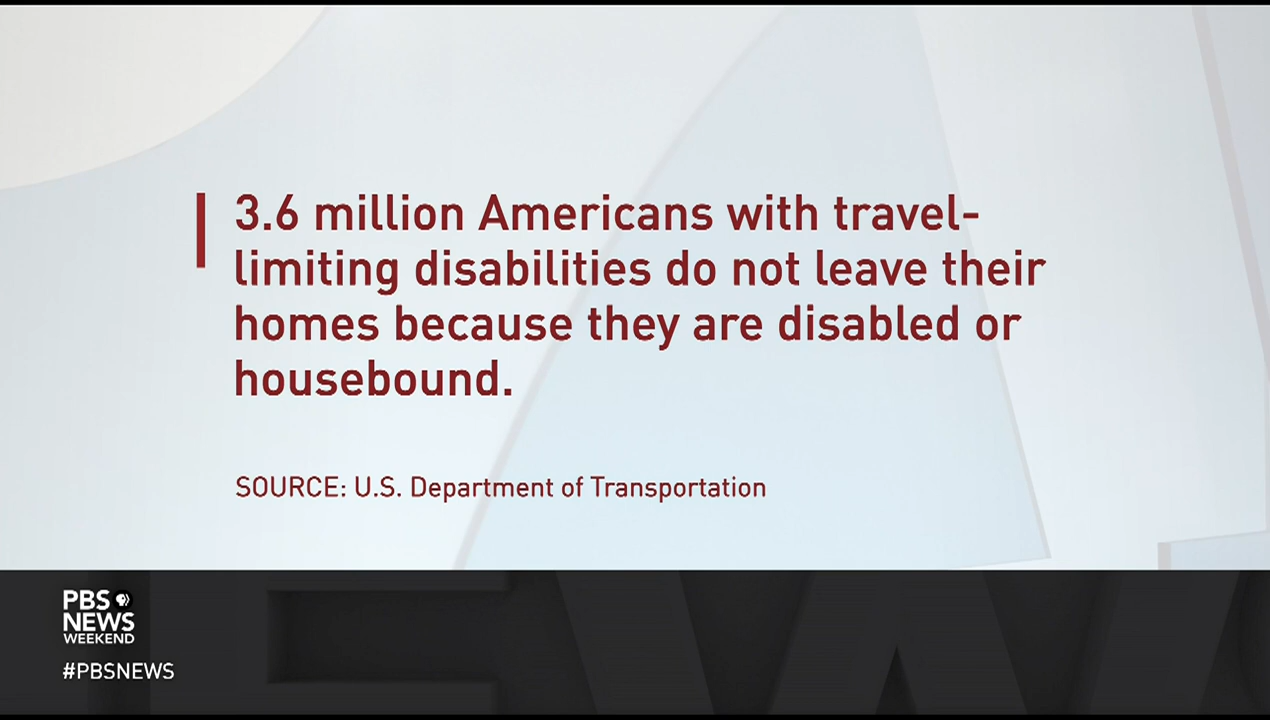 3.6 million Americans with travel-
limiting disabilities do not leave their
homes because they are disabled or
housebound.
SOURCE: U.S. Department of Transportation
PBS
NEWS
WEEKEND
#PBSNEWS